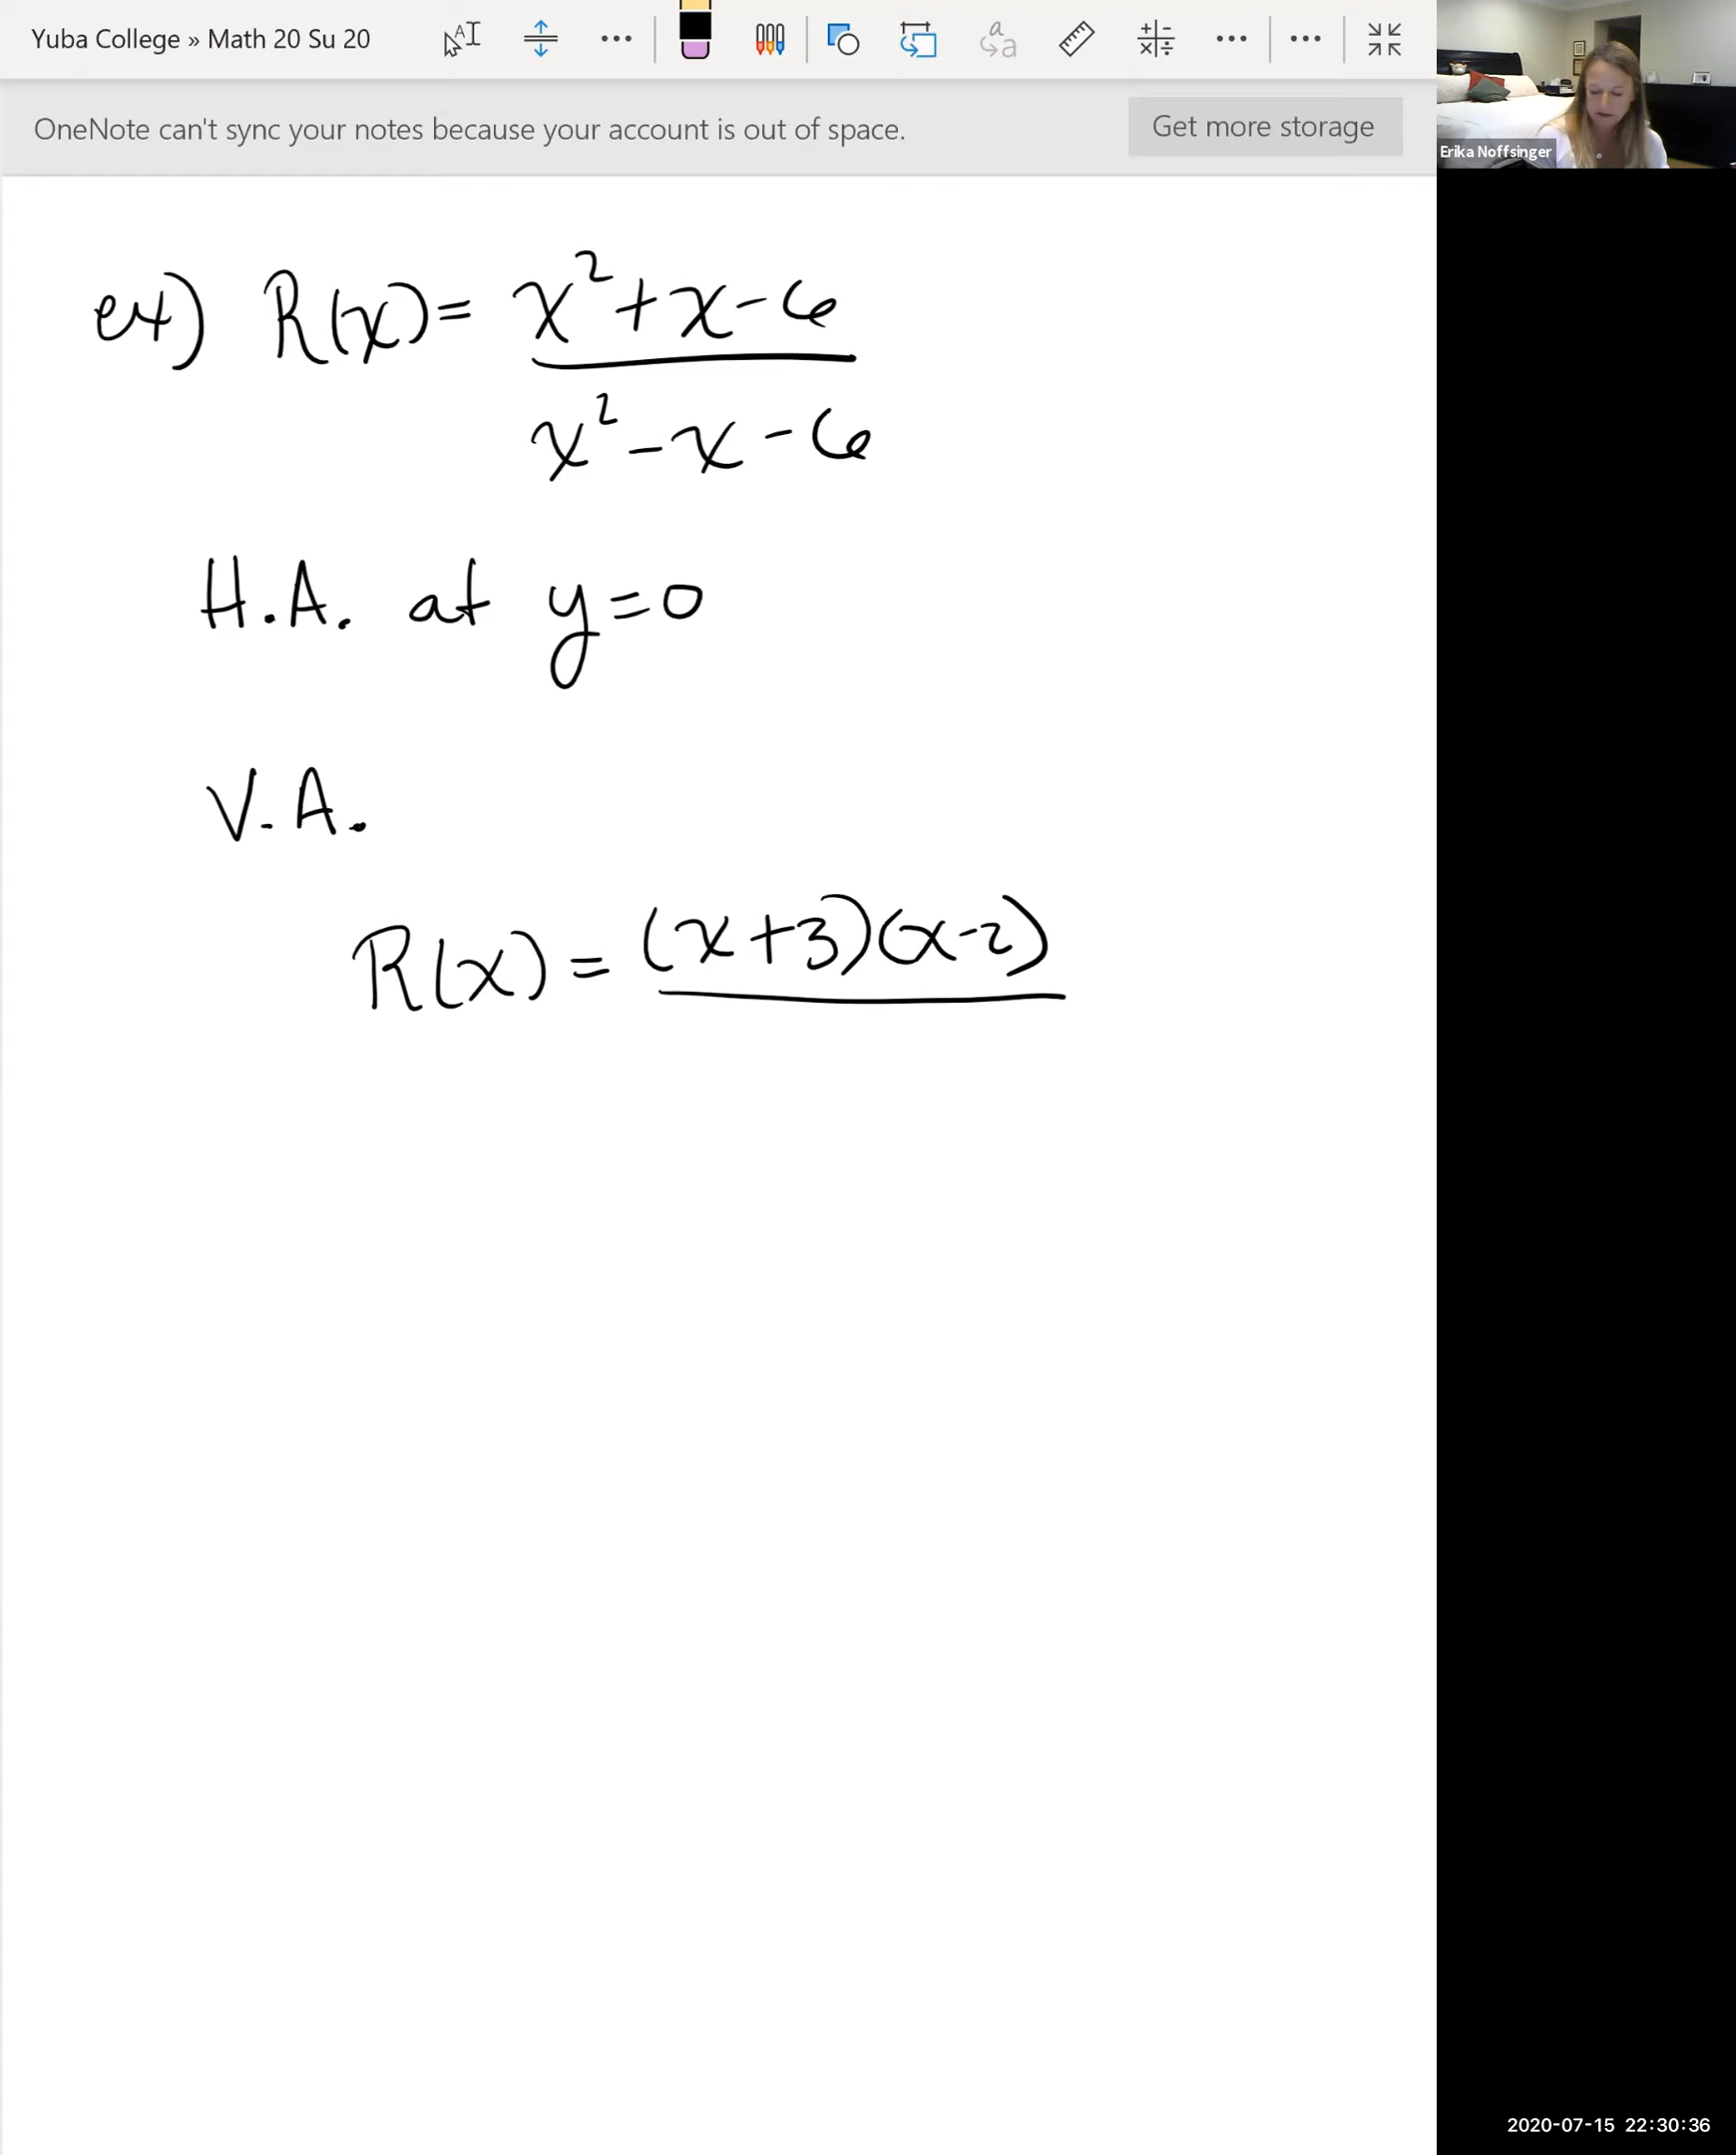 Yuba College » Math 20 Su 20
OneNote can't sync your notes because your account is out of space.
Get more storage
Erika Noffsinger
ex) R(x) = x²+x-6
x²-x-6
H.A. at y=0
V.A.
R(x) = (x+3)(x-2)
2020-07-15 22:30:36